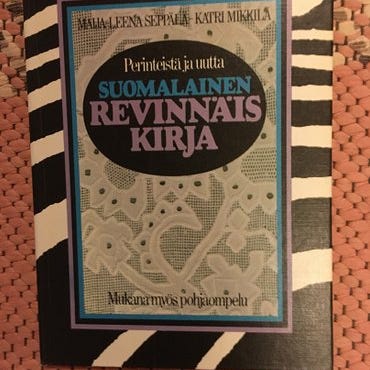 MAIJA-LEENA SEPPÄLÄ · KATRI MIKKILÄ
Perinteistä ja uutta
SUOMALAINEN
REVINNÄIS
KIRJA
Mukana myös pohjaompelu